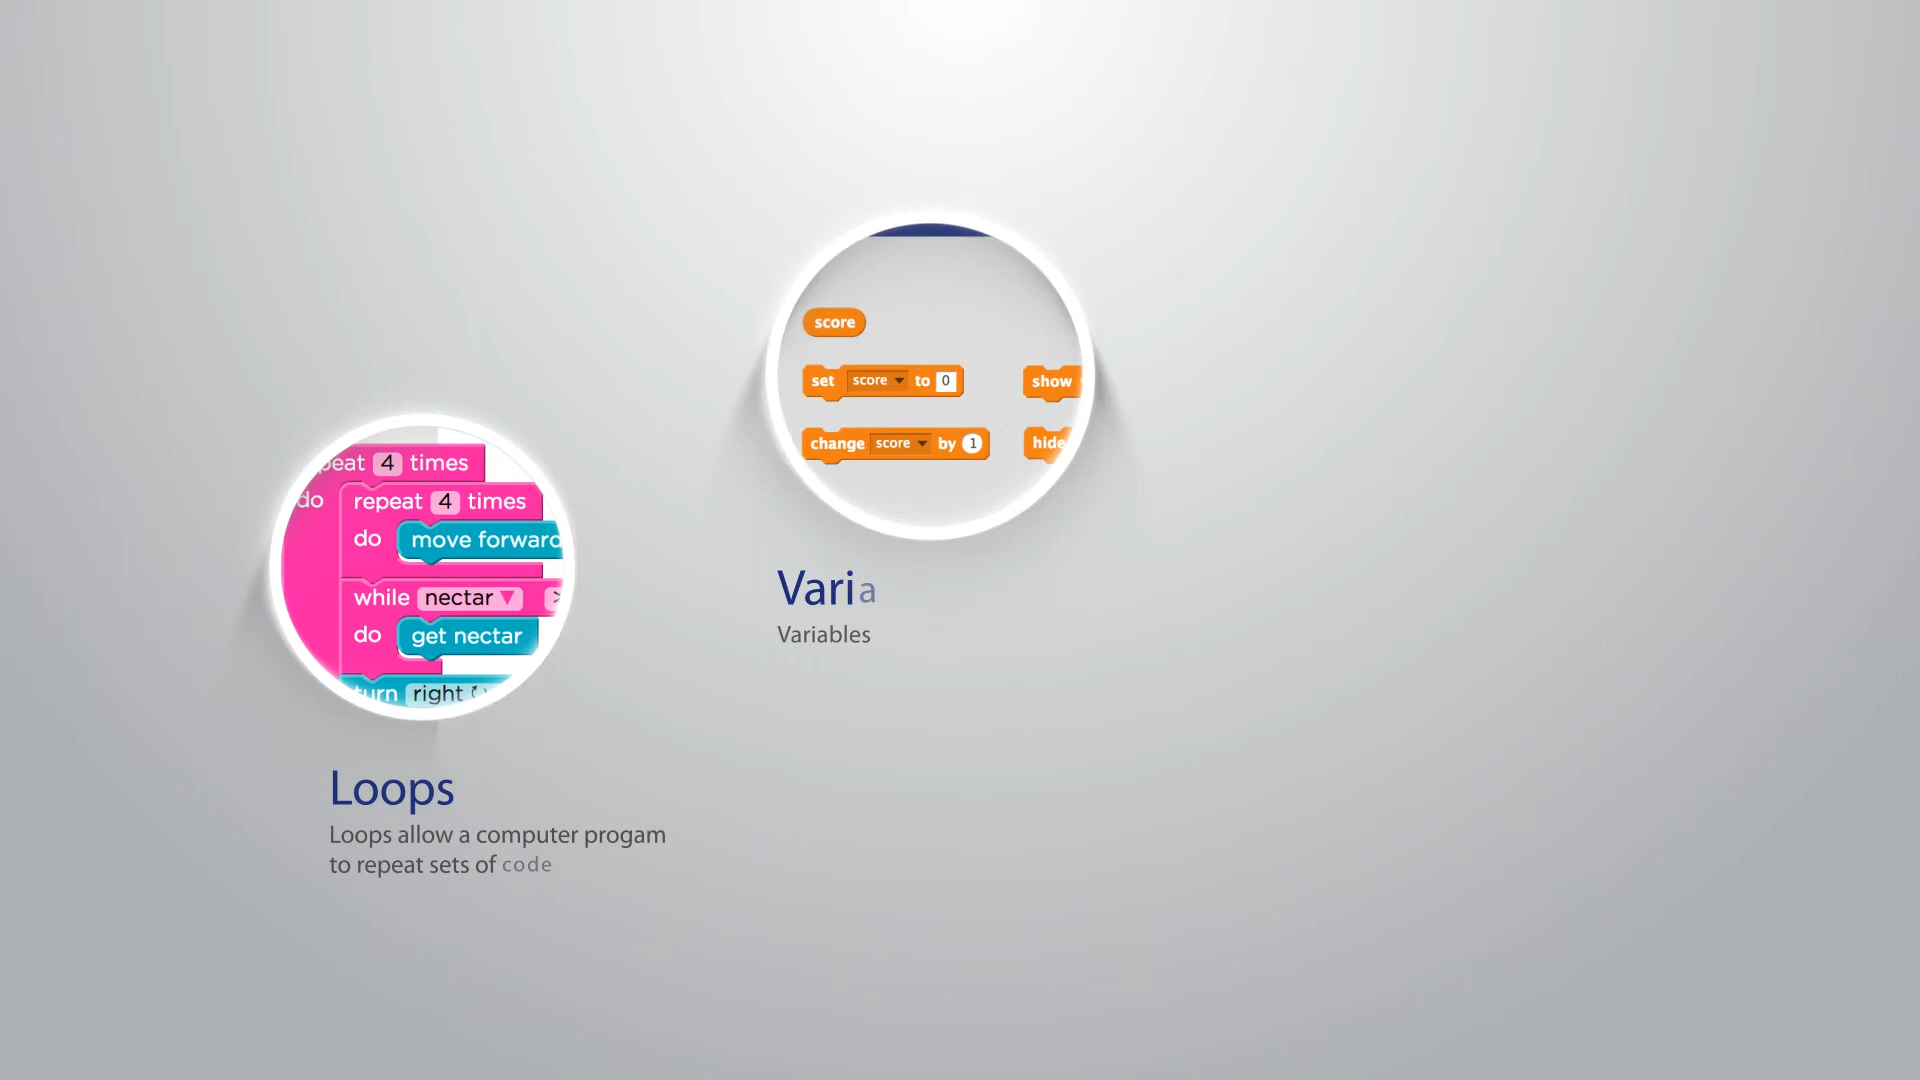 score
set score to 0
show
change score by 1
hide
peat 4 times
do
repeat 4 times
do move forward
while nectar >
do get nectar
turn right
Varia
Variables
Loops
Loops allow a computer progam
to repeat sets of code